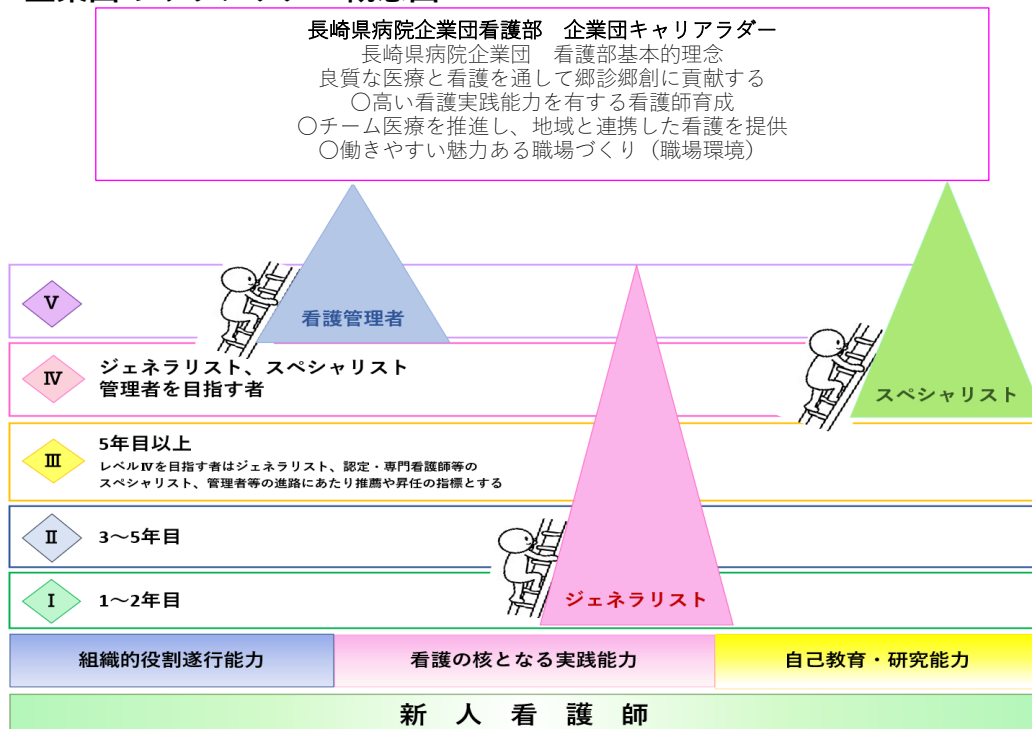 長崎県病院企業団看護部　企業団キャリアラダー
長崎県病院企業団　看護部基本的理念
良質な医療と看護を通して郷診郷創に貢献する
〇高い看護実践能力を有する看護師育成
〇チーム医療を推進し、地域と連携した看護を提供
〇働きやすい魅力ある職場づくり（職場環境）
Ⅴ
看護管理者
Ⅳ
ジェネラリスト、スペシャリスト
管理者を目指す者
スペシャリスト
Ⅲ
5年目以上
レベルⅣを目指す者はジェネラリスト、認定・専門看護師等の
スペシャリスト、管理者等の進路にあたり推薦や昇任の指標とする
Ⅱ
3～5年目
Ⅰ
1～2年目
ジェネラリスト
組織的役割遂行能力
看護の核となる実践能力
自己教育・研究能力
新 人 看 護 師